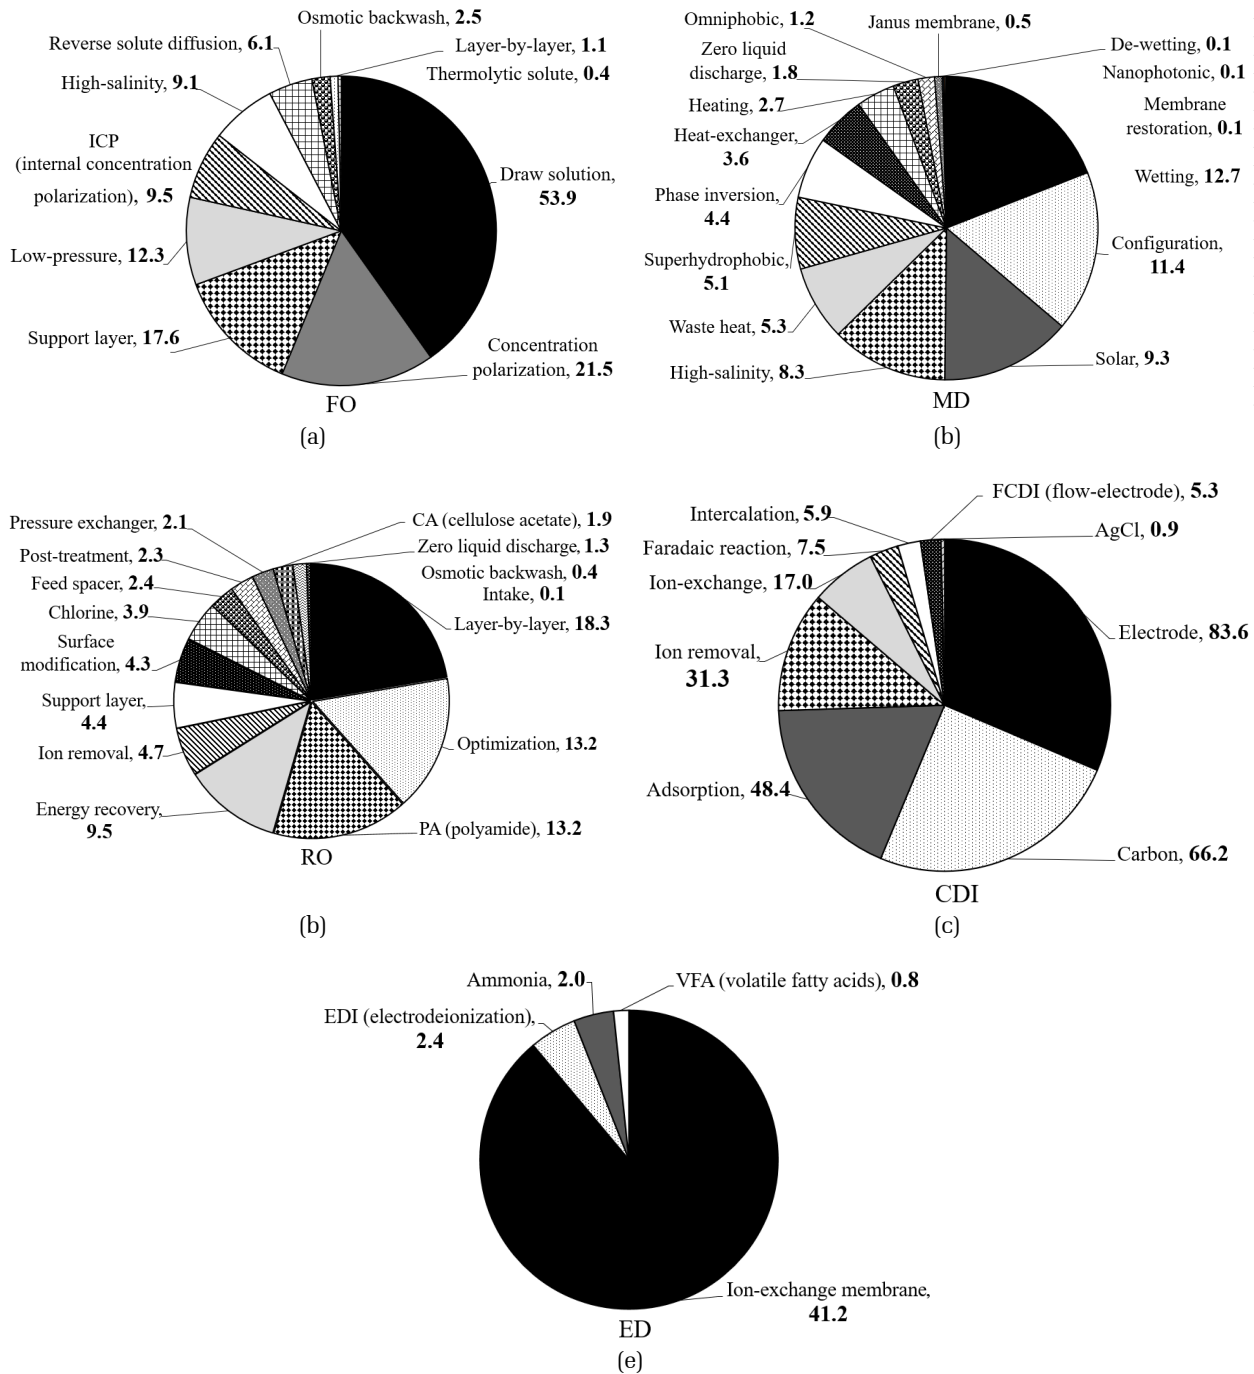 Osmotic backwash, 2.5
Reverse solute diffusion, 6.1
Layer-by-layer, 1.1
Thermolytic solute, 0.4
High-salinity, 9.1
ICP
(internal concentration
polarization), 9.5
Draw solution,
53.9
Low-pressure, 12.3
Support layer, 17.6
Concentration
polarization, 21.5
FO
(a)
Omniphobic, 1.2
Janus membrane, 0.5
Zero liquid
discharge, 1.8
De-wetting, 0.1
Nanophotonic, 0.1
Heating, 2.7
Membrane
restoration, 0.1
Heat-exchanger,
3.6
Wetting, 12.7
Phase inversion,
4.4
Configuration,
11.4
Superhydrophobic,
5.1
Waste heat, 5.3
Solar, 9.3
High-salinity, 8.3
MD
(b)
Pressure exchanger, 2.1
CA (cellulose acetate), 1.9
Post-treatment, 2.3
Zero liquid discharge, 1.3
Feed spacer, 2.4
Osmotic backwash, 0.4
Intake, 0.1
Chlorine, 3.9
Layer-by-layer, 18.3
Surface
modification, 4.3
Support layer,
4.4
Ion removal, 4.7
Optimization, 13.2
Energy recovery,
9.5
PA (polyamide), 13.2
RO
(b)
FCDI (flow-electrode), 5.3
Intercalation, 5.9
AgCl, 0.9
Faradaic reaction, 7.5
Ion-exchange, 17.0
Electrode, 83.6
Ion removal,
31.3
Adsorption, 48.4
Carbon, 66.2
CDI
(c)
Ammonia, 2.0
VFA (volatile fatty acids), 0.8
EDI (electrodeionization),
2.4
Ion-exchange membrane,
41.2
ED
(e)